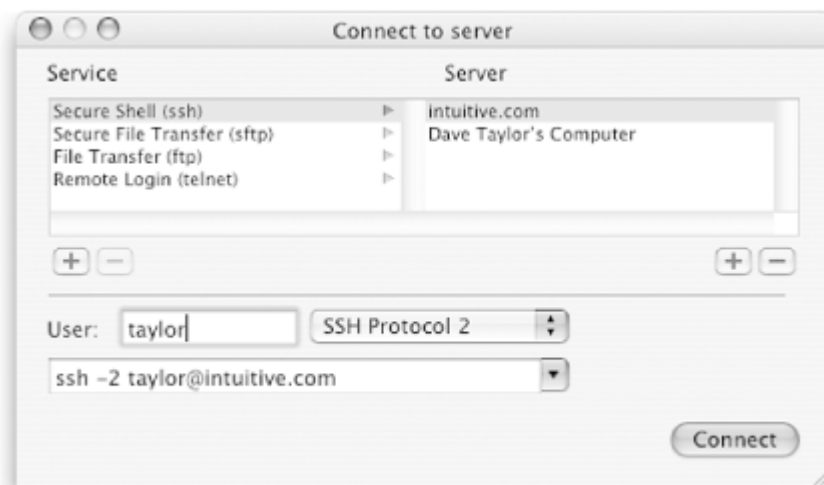 Connect to server
Service Server
Secure Shell (ssh) intuitive.com
Secure File Transfer (sftp) Dave Taylor's Computer
File Transfer (ftp)
Remote Login (telnet)
User: taylor SSH Protocol 2
ssh -2 taylor@intuitive.com
Connect